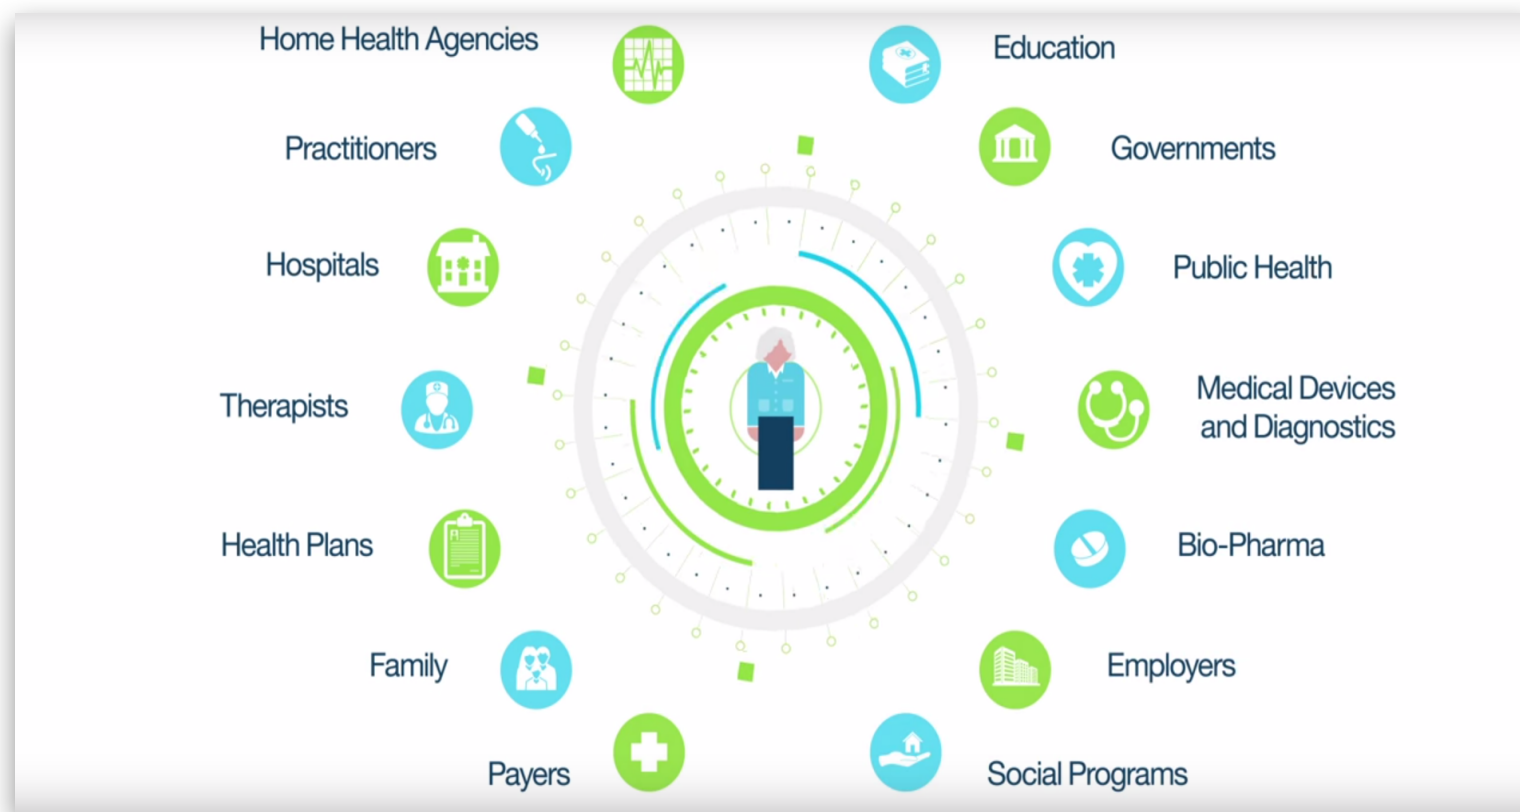 Home Health Agencies
Education
Practitioners
Governments
Hospitals
Public Health
Therapists
Medical Devices
and Diagnostics
Health Plans
Bio-Pharma
Family
Employers
Payers
Social Programs